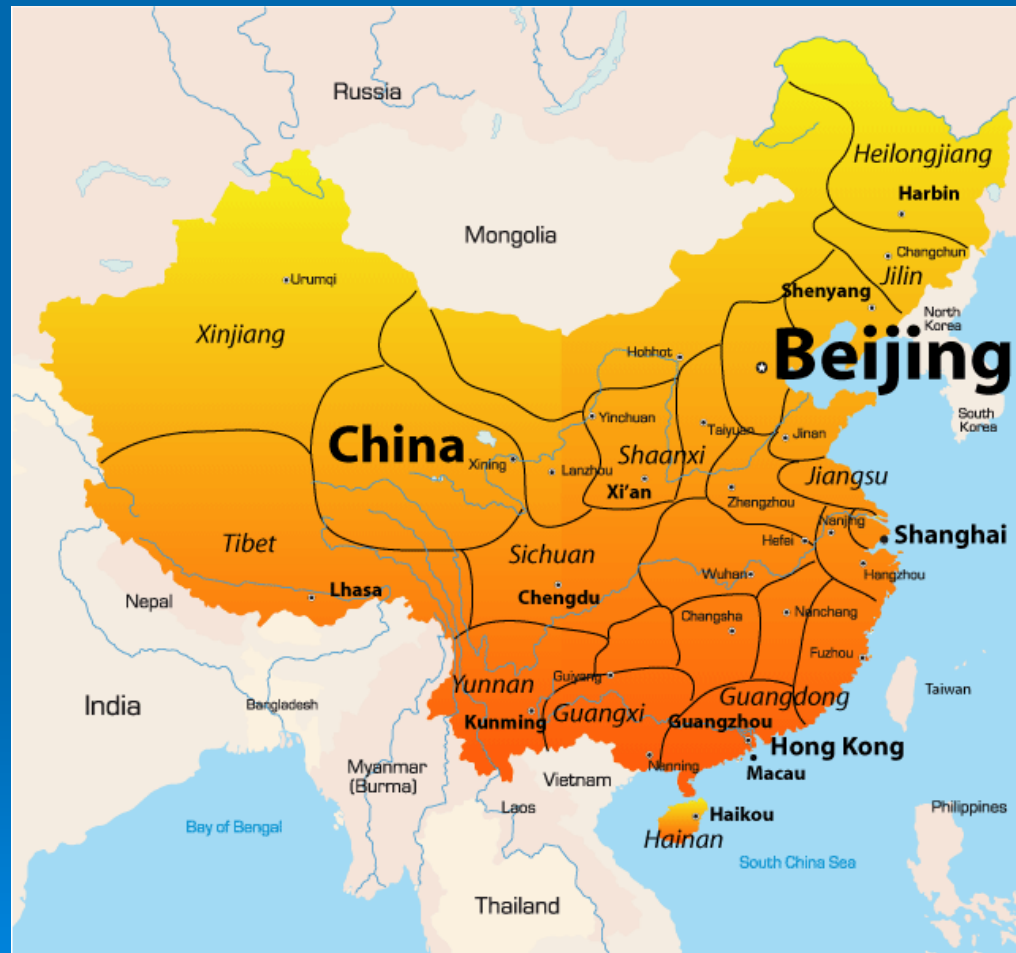 Russia
Heilongjiang
Harbin
Mongolia
Changchun
Jilin
Urumqi
Shenyang
North
Korea
Xinjiang
Hohhot
Beijing
South
Korea
Yinchuan
Taiyuan
Jinan
China
Xining
Lanzhou
Shaanxi
Jiangsu
Xi'an
Zhengzhou
Nanjing
Shanghai
Tibet
Sichuan
Hefei
Hangzhou
Wuhan
Lhasa
Chengdu
Nepal
Changsha
Nanchang
Fuzhou
Yunnan
Guiyang
Guangdong
Taiwan
India
Bangladesh
Kunming
Guangxi
Guangzhou
Hong Kong
Nanning
Macau
Myanmar
(Burma)
Vietnam
Laos
Haikou
Philippines
Bay of Bengal
Hainan
South China Sea
Thailand